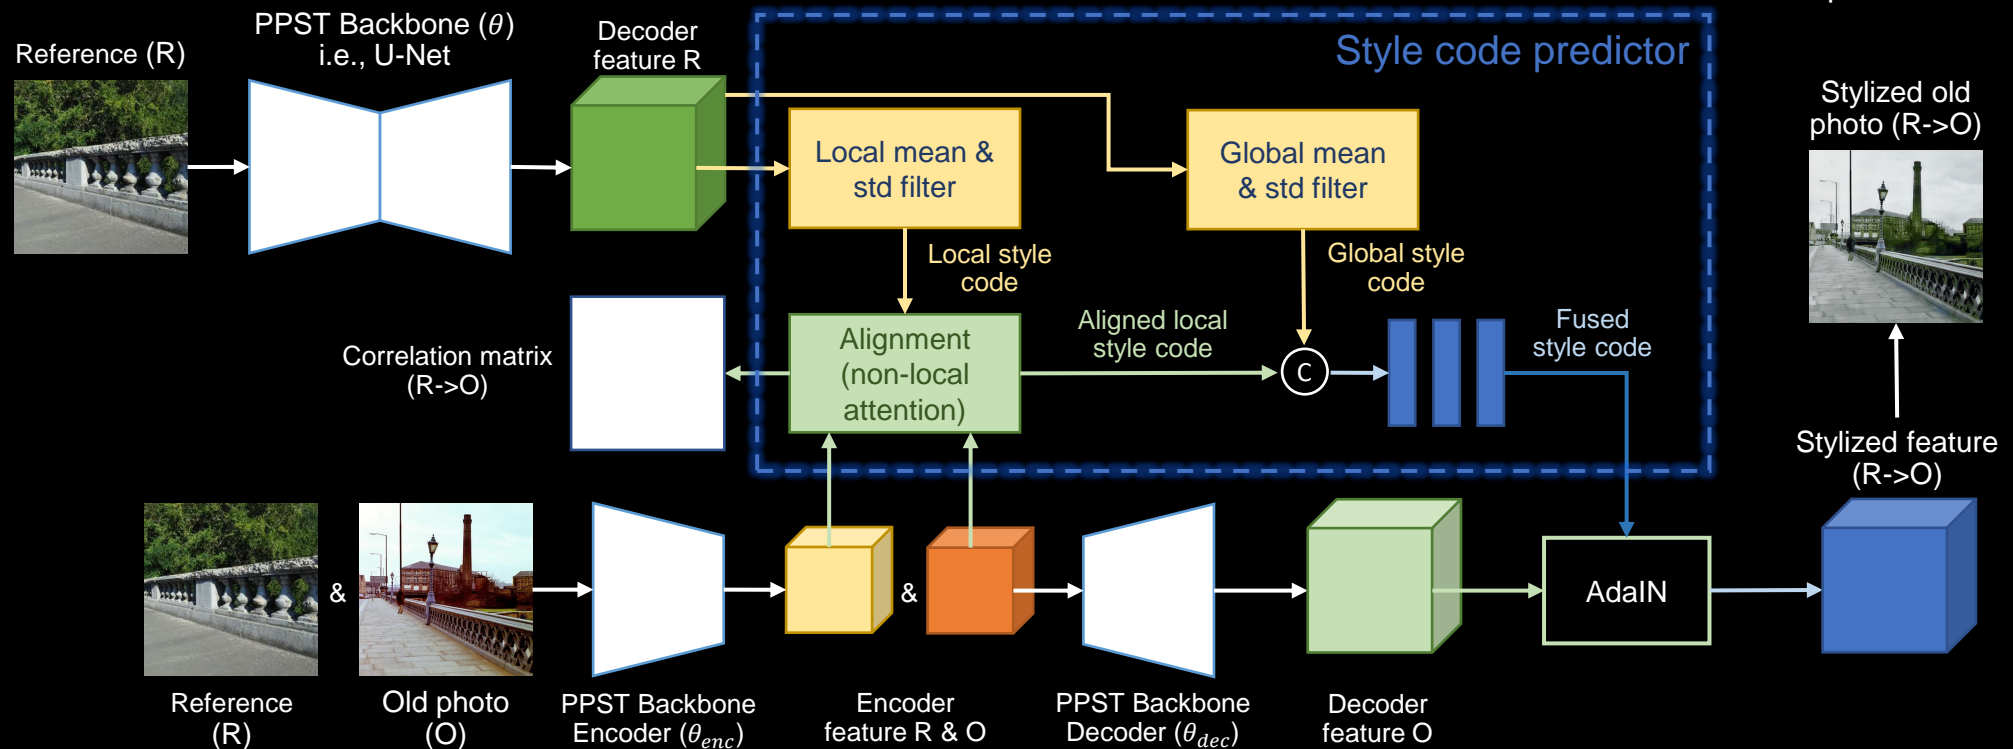 Reference (R)
PPST Backbone (θ)
i.e., U-Net
Decoder
feature R
Style code predictor
Stylized old
photo (R->O)
Local mean &
std filter
Global mean
& std filter
Local style
code
Global style
code
Correlation matrix
(R->O)
Alignment
(non-local
attention)
Aligned local
style code
C
Fused
style code
Stylized feature
(R->O)
&
&
AdaIN
Reference
(R)
Old photo
(O)
PPST Backbone
Encoder (θenc)
Encoder
feature R & O
PPST Backbone
Decoder (θdec)
Decoder
feature O